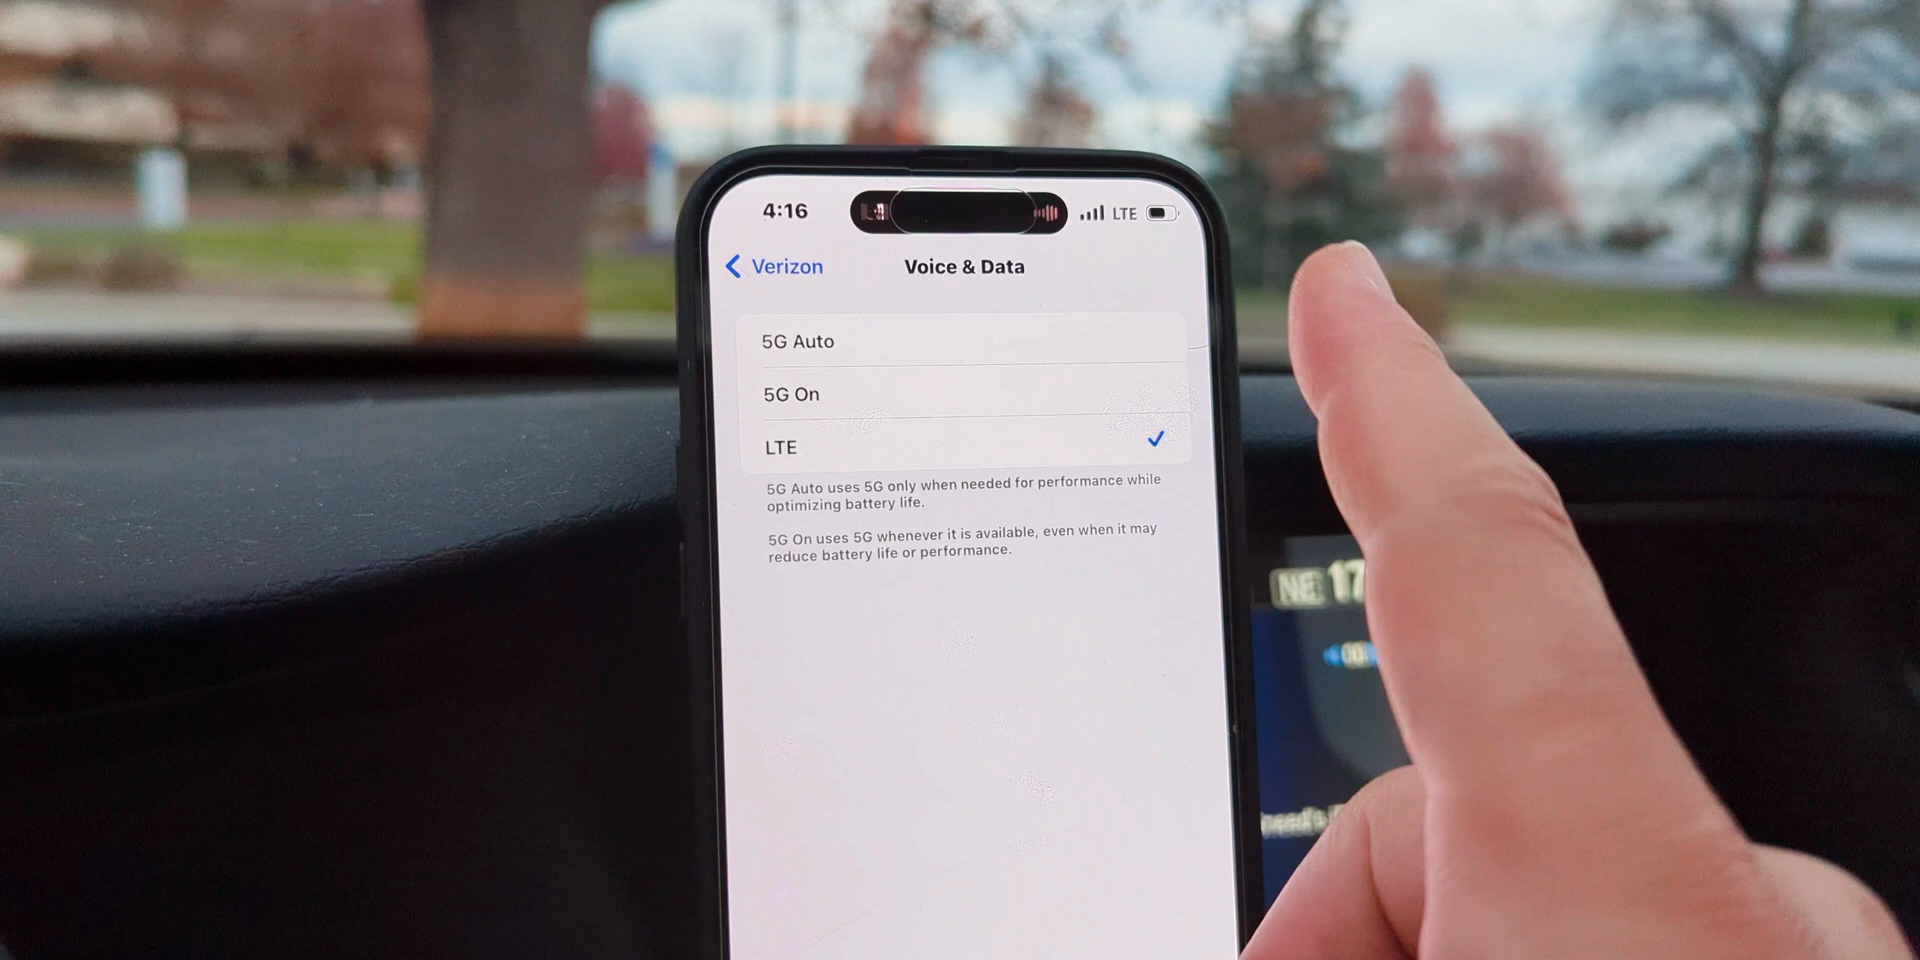 4:16
LTE
Verizon
Voice & Data
5G Auto
5G On
LTE
5G Auto uses 5G only when needed for performance while
optimizing battery life.
5G On uses 5G whenever it is available, even when it may
reduce battery life or performance.
NE 17